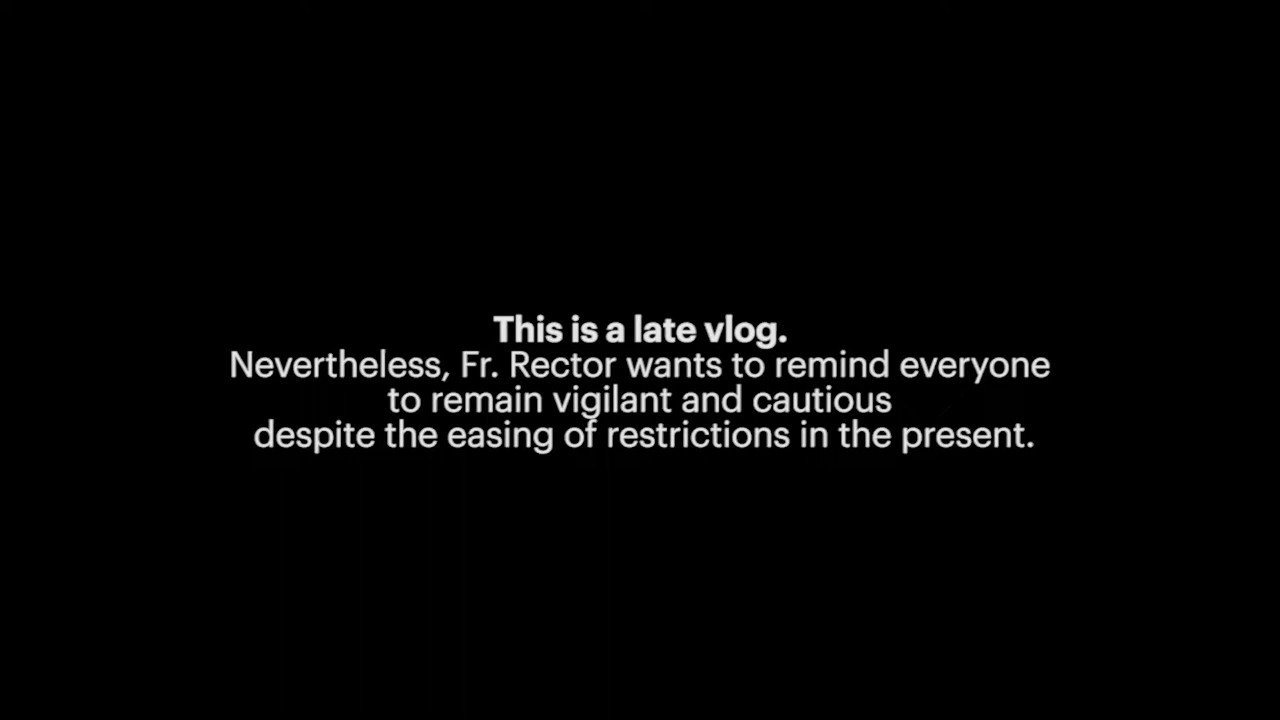 This is a late vlog.
Nevertheless, Fr. Rector wants to remind everyone
to remain vigilant and cautious
despite the easing of restrictions in the present.